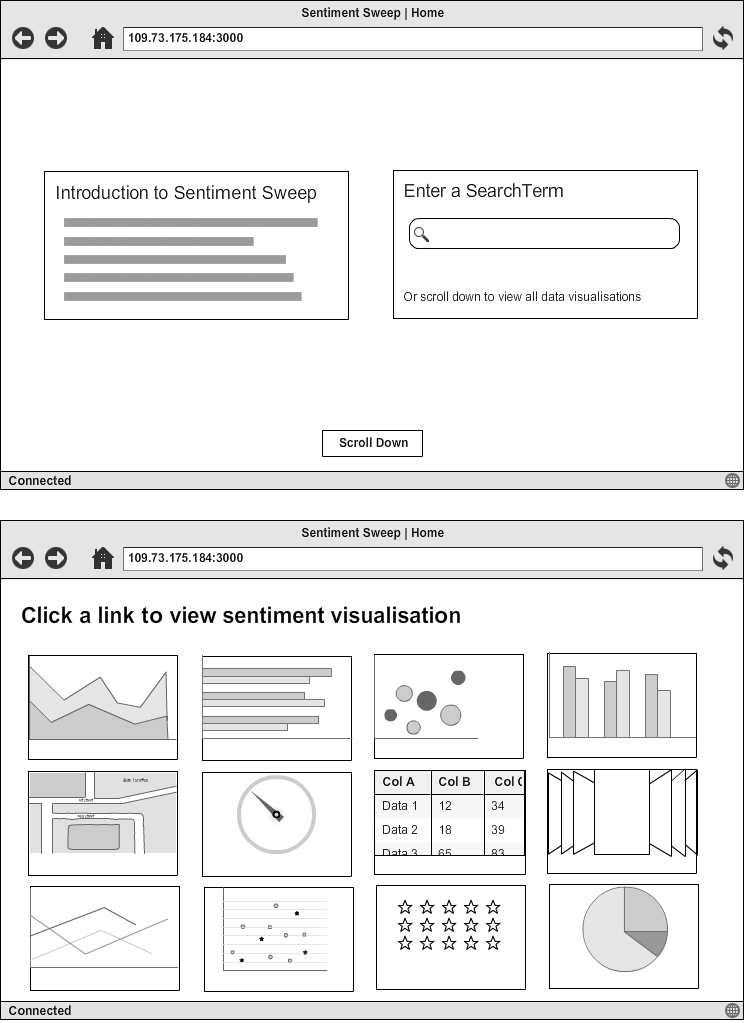 Sentiment Sweep | Home
109.73.175.184:3000
Introduction to Sentiment Sweep
Enter a SearchTerm
Or scroll down to view all data visualisations
Scroll Down
Connected
Sentiment Sweep | Home
109.73.175.184:3000
Click a link to view sentiment visualisation
Col A Col B Col
Data 1 12 34
Data 2 18 39
Data 3 65 83
Connected